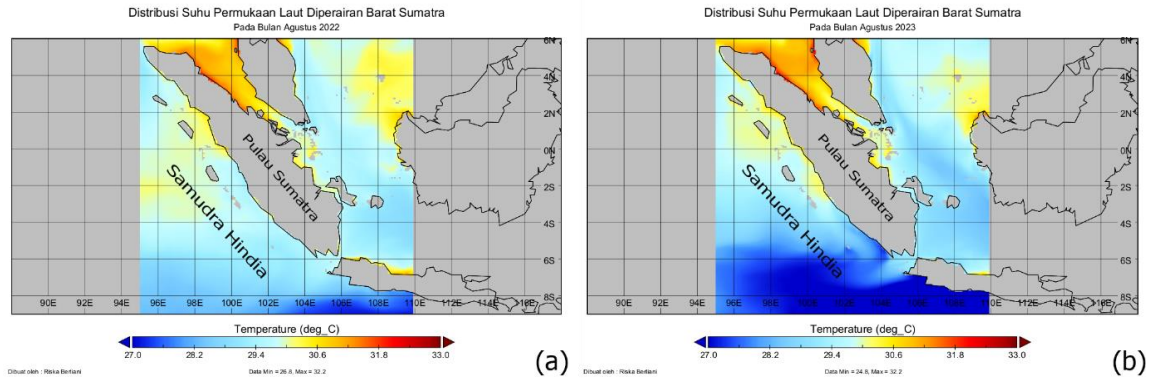 Distribusi Suhu Permukaan Laut Diperairan Barat Sumatra
Pada Bulan Agustus 2022
6N
4N
2N
0N
2S
4S
6S
8S
Pulau Sumatra
Samudra Hindia
90E 92E 94E 96E 98E 100E 102E 104E 106E 108E 110E 112E 114E 116E 118E
Temperature (deg_C)
27.0 28.2 29.4 30.6 31.8 33.0
(a)
Dibuat oleh : Riska Berliani
Data Min = 26.8, Max = 32.2
Distribusi Suhu Permukaan Laut Diperairan Barat Sumatra
Pada Bulan Agustus 2023
6N
4N
2N
0N
2S
4S
6S
8S
Pulau Sumatra
Samudra Hindia
90E 92E 94E 96E 98E 100E 102E 104E 106E 108E 110E 112E 114E 116E
Temperature (deg_C)
27.0 28.2 29.4 30.6 31.8 33.0
(b)
Dibuat oleh : Riska Berliani
Data Min = 24.8, Max = 32.2